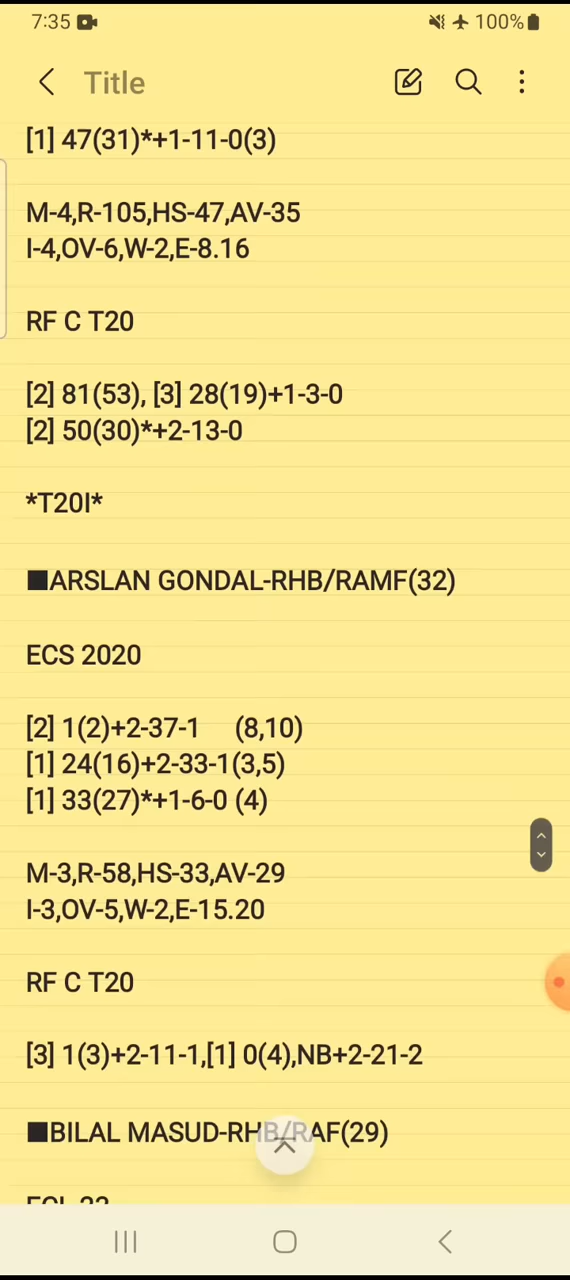 7:35 100%
Title
[1] 47(31)*+1-11-0(3)
M-4,R-105,HS-47,AV-35
I-4,OV-6,W-2,E-8.16
RF C T20
[2] 81(53), [3] 28(19)+1-3-0
[2] 50(30)*+2-13-0
*T20I*
■ARSLAN GONDAL-RHB/RAMF(32)
ECS 2020
[2] 1(2)+2-37-1 (8,10)
[1] 24(16)+2-33-1(3,5)
[1] 33(27)*+1-6-0 (4)
M-3,R-58,HS-33,AV-29
I-3,OV-5,W-2,E-15.20
RF C T20
[3] 1(3)+2-11-1,[1] 0(4),NB+2-21-2
■BILAL MASUD-RHB/RAF(29)